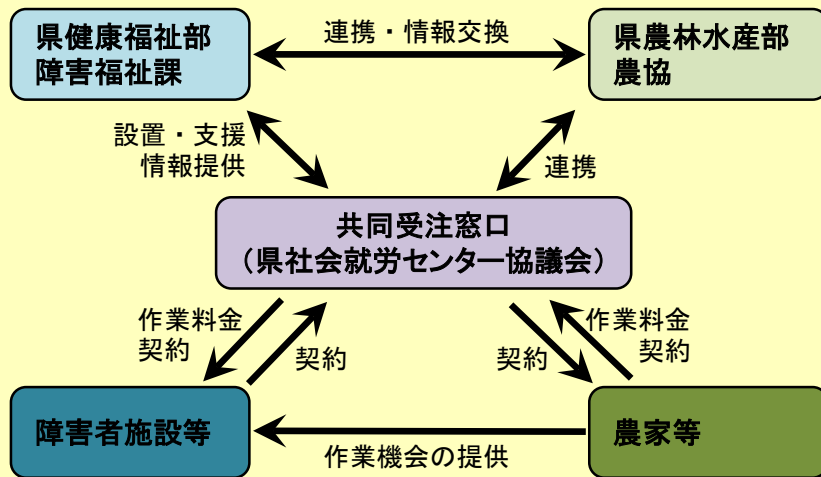 県健康福祉部
障害福祉課
連携・情報交換
県農林水産部
農協
設置・支援
情報提供
連携
共同受注窓口
（県社会就労センター協議会）
作業料金
契約
契約
契約
作業料金
契約
障害者施設等
農家等
作業機会の提供